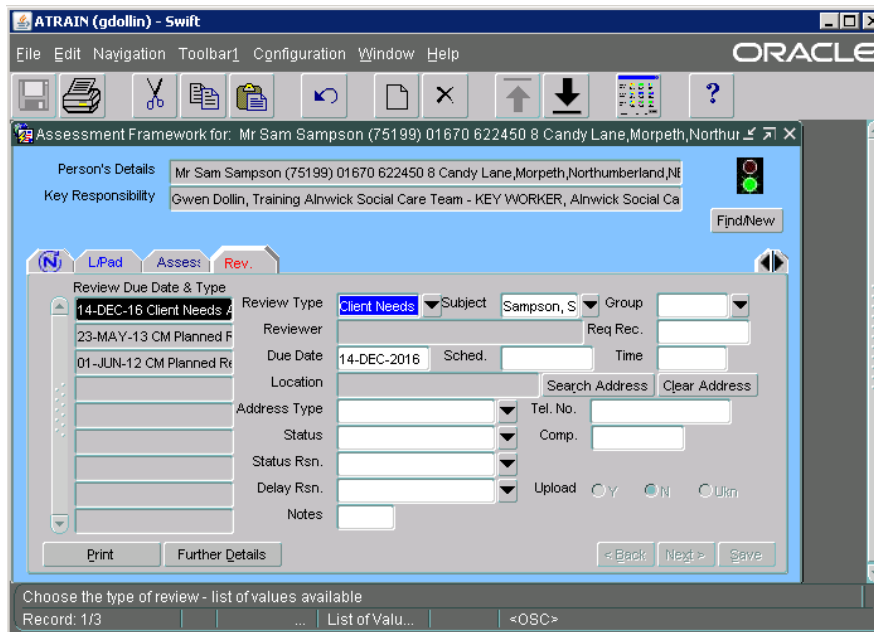 ATRAIN (gdollin) - Swift
File Edit Navigation Toolbar1 Configuration Window Help
ORACLE
?
Assessment Framework for: Mr Sam Sampson (75199) 01670 622450 8 Candy Lane,Morpeth,Northur
Person's Details Mr Sam Sampson (75199) 01670 622450 8 Candy Lane,Morpeth,Northumberland,NE
Key Responsibility Gwen Dollin, Training Alnwick Social Care Team - KEY WORKER, Alnwick Social Ca
Find/New
N L/Pad Assess Rev.
Review Due Date & Type
14-DEC-16 Client Needs A
23-MAY-13 CM Planned R
01-JUN-12 CM Planned Re
Review Type Client Needs Subject Sampson, S Group
Reviewer Req Rec.
Due Date 14-DEC-2016 Sched. Time
Location Search Address Clear Address
Address Type Tel. No.
Status Comp.
Status Rsn.
Delay Rsn. Upload Y N Ukn
Notes
Print Further Details < Back Next > Save
Choose the type of review - list of values available
Record: 1/3 ... List of Valu... <OSC>